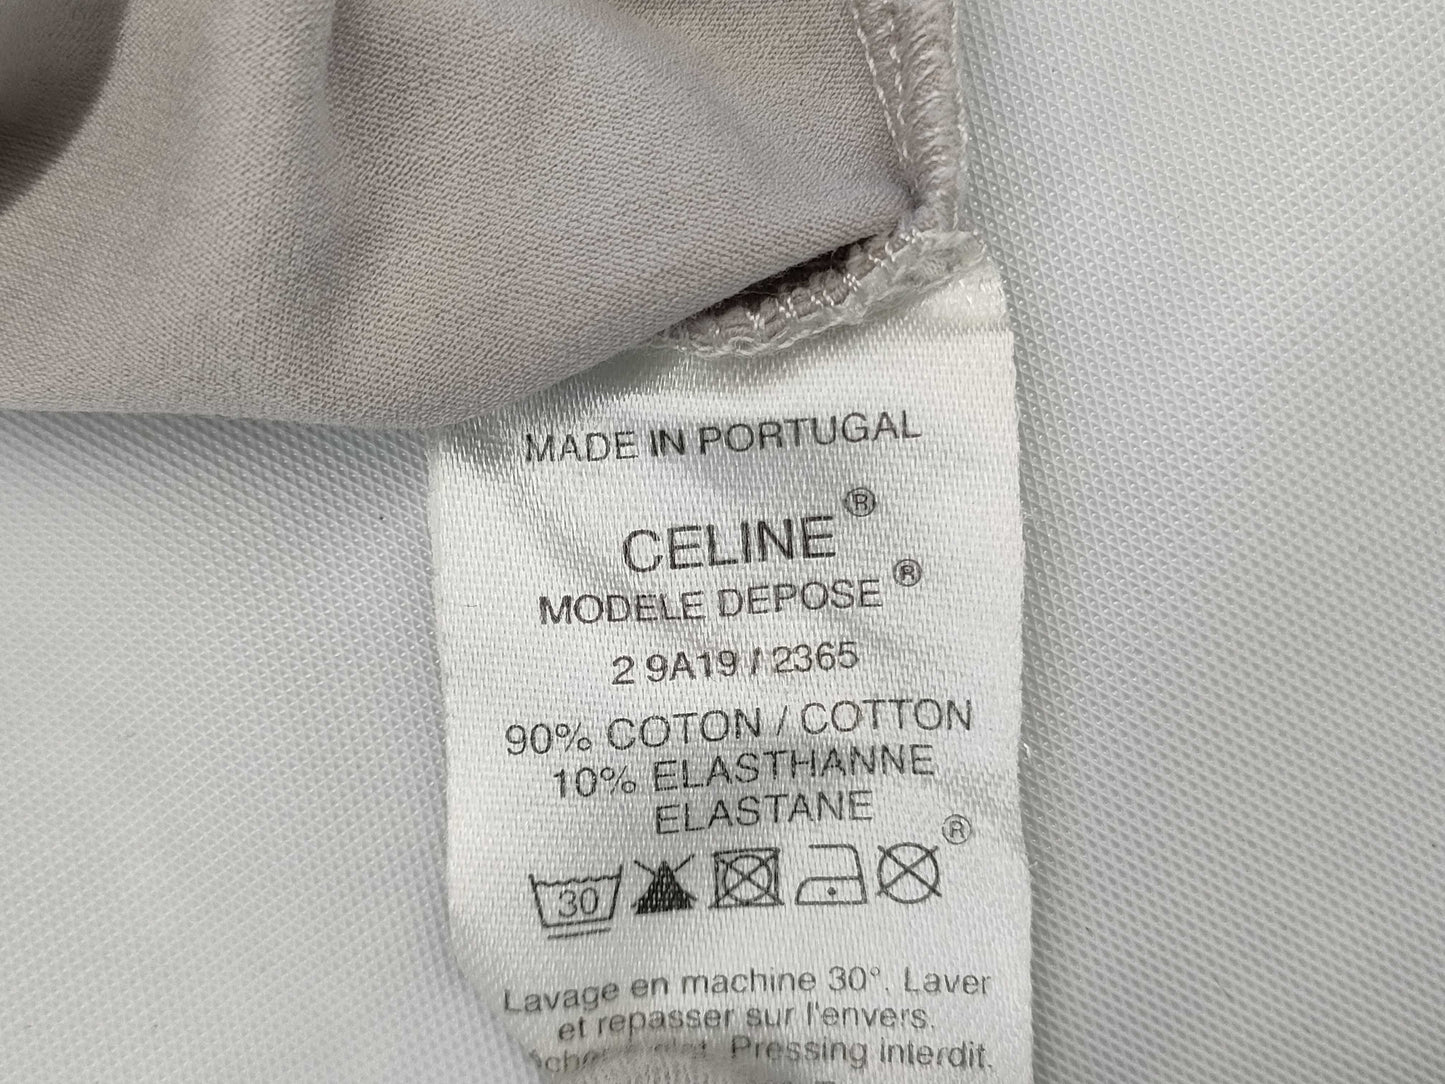 MADE IN PORTUGAL
CELINE®
MODELE DEPOSE®
2 9A19 / 2365
90% COTON / COTTON
10% ELASTHANNE
ELASTANE
30 ®
Lavage en machine 30°. Laver
et repasser sur l'envers.
Pressing interdit.